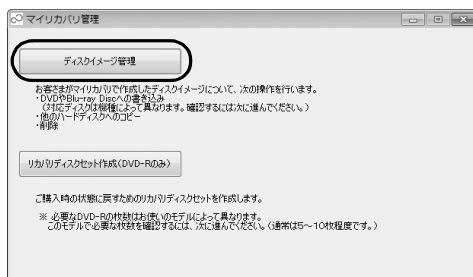 マイリカバリ管理
ディスクイメージ管理
お客さまがマイリカバリで作成したディスクイメージについて、次の操作を行います。
・DVDやBlu-ray Discへの書き込み
(対応ディスクは機種によって異なります。確認するには次に進んでください。)
・他のハードディスクへのコピー
・削除
リカバリディスクセット作成(DVD-Rのみ)
ご購入時の状態に戻すためのリカバリディスクセットを作成します。
※ 必要なDVD-Rの枚数はお使いのモデルによって異なります。
このモデルで必要な枚数を確認するには、次に進んでください。(通常は5～10枚程度です。)